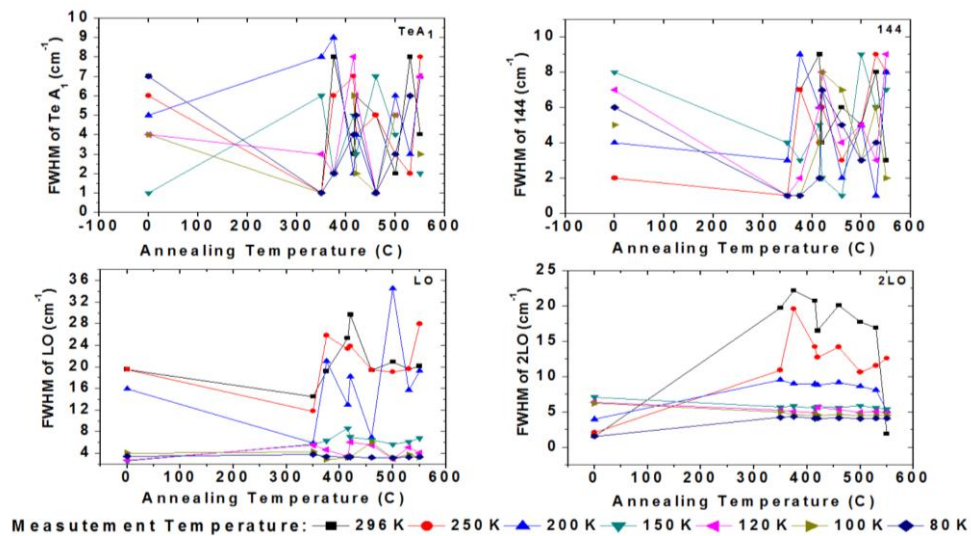 TeA1
FWHM of Te A1(cm-1)
10
9
8
7
6
5
4
3
2
1
0
-100 0 100 200 300 400 500 600
Annealing Temperature (C)
144
FWHM of 144 (cm-1)
10
8
6
4
2
0
-100 0 100 200 300 400 500 600
Annealing Temperature (C)
LO
FWHM of LO (cm-1)
36
32
28
24
20
16
12
8
4
0 100 200 300 400 500 600
Annealing Temperature (C)
2LO
FWHM of 2LO (cm-1)
25
20
15
10
5
0
0 100 200 300 400 500 600
Annealing Temperature (C)
Measutement Temperature: 296 K 250 K 200 K 150 K 120 K 100 K 80 K